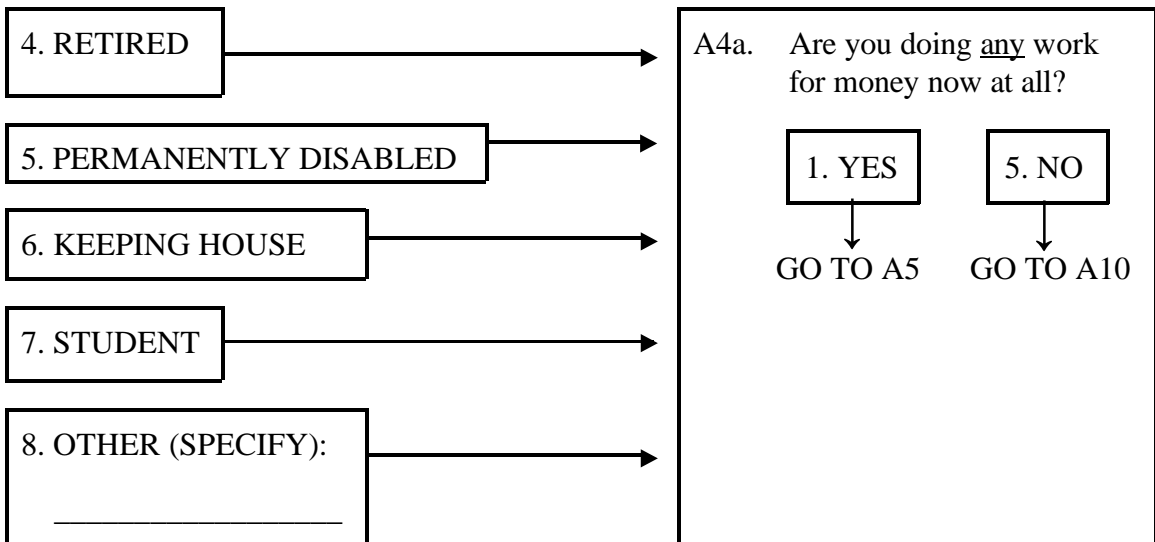 4. RETIRED
5. PERMANENTLY DISABLED
6. KEEPING HOUSE
7. STUDENT
8. OTHER (SPECIFY):
__________________
A4a. Are you doing any work
for money now at all?
1. YES
5. NO
GO TO A5
GO TO A10